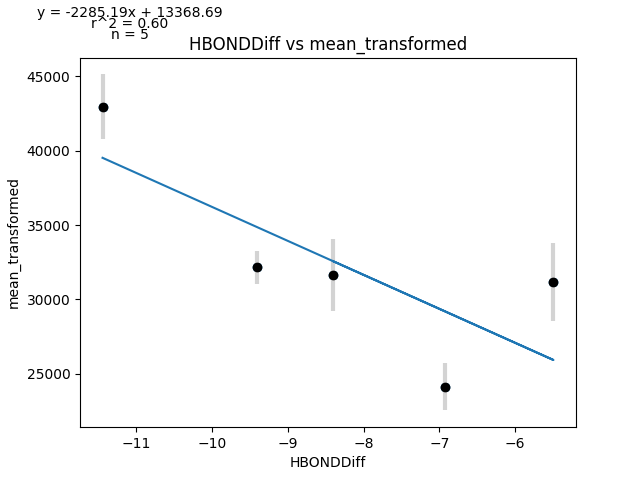 y = -2285.19x + 13368.69
r^2 = 0.60
n = 5
HBONDDiff vs mean_transformed
45000
40000
35000
30000
25000
mean_transformed
−11
−10
−9
−8
−7
−6
HBONDDiff